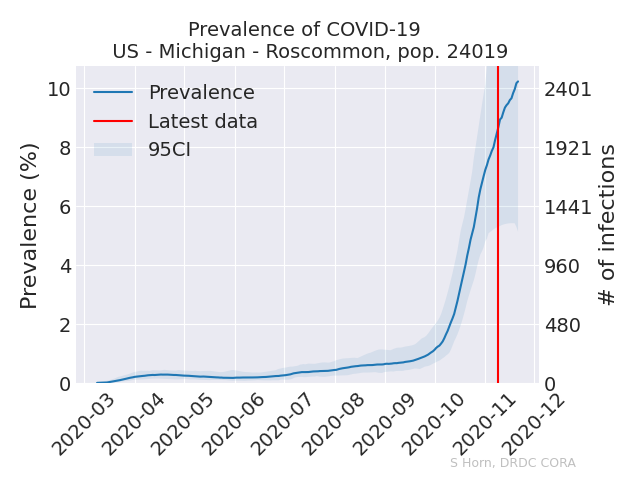 Prevalence of COVID-19
US - Michigan - Roscommon, pop. 24019
Prevalence
Latest data
95CI
Prevalence (%)
10
8
6
4
2
0
2401
1921
1441
960
480
0
# of infections
2020-03
2020-04
2020-05
2020-06
2020-07
2020-08
2020-09
2020-10
2020-11
2020-12
S Horn, DRDC CORA